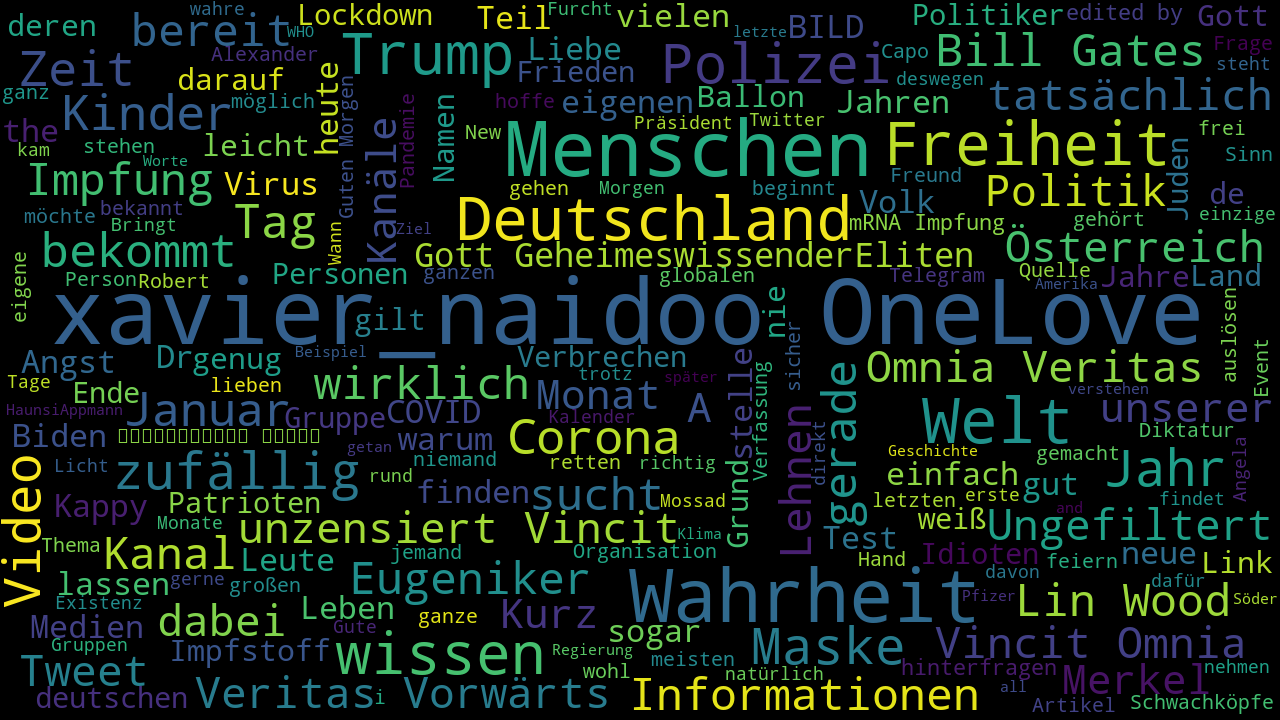 wahre Lockdown Teil Furcht vielen Politiker edited by Gott
deren bereit WHO letzte BILD
Alexander Trump Liebe Polizei Capo Bill Gates Frage
Zeit darauf heute Frieden deswegen steht
ganz Kinder möglich Guten Morgen Pandemie Namen hoffe eigenen Ballon Jahren tatsächlich
the New Präsident Twitter Freiheit frei
kam stehen leicht Menschen Sinn
Worte
Impfung Virus Kanäle gehen Morgen beginnt Freund Politik Juden de
möchte bekannt Tag Deutschland Volk einzige
Bringt Wann Ziel mRNA Impfung gehört
bekommt Gott GeheimeswissenderEliten Österreich
eigene Person Robert Personen ganzen globalen Telegram Quelle Jahre Land
Amerika
xavier_naidoo OneLove
gilt nie auslösen
Angst Drgenug Beispiel Verbrechen sicher Event
Tage Ende lieben wirklich trotz später stelle Verfassung gerade Omnia Veritas
verstehen
HaunsiAppmann Januar Gruppe COVID Monat Kalender A Lehnen Welt unserer
Biden warum Corona direkt Diktatur
getan Geschichte
Video Licht zufällig rund niemand retten richtig Grund einfach gemacht Angela Jahr
Kappy Patrioten finden sucht Mossad letzten erste gut findet
Monate unzensiert Vincit Klima weiß and Ungefiltert
Thema Kanal Leute jemand Organisation Test Hand Idioten feiern neue Link
lassen gerne großen Eugeniker davon dafür
Existenz Leben ganze Kurz Wahrheit Pfizer Lin Wood Söder
Medien dabei Gute sogar
Gruppen Impfstoff wissen Regierung Maske Vincit Omnia
Tweet wohl meisten natürlich hinterfragen Merkel nehmen
deutschen Veritas i Vorwärts Informationen all Artikel Schwachköpfe